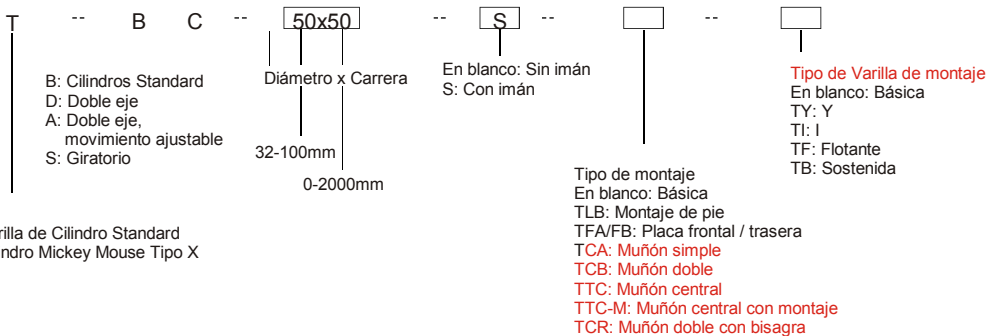 T -- B C -- 50x50 -- S -- --
B: Cilindros Standard
D: Doble eje
A: Doble eje,
movimiento ajustable
S: Giratorio
Diámetro x Carrera
32-100mm
0-2000mm
En blanco: Sin imán
S: Con imán
Tipo de montaje
En blanco: Básica
TLB: Montaje de pie
TFA/FB: Placa frontal / trasera
TCA: Muñón simple
TCB: Muñón doble
TTC: Muñón central
TTC-M: Muñón central con montaje
TCR: Muñón doble con bisagra
Tipo de Varilla de montaje
En blanco: Básica
TY: Y
TI: I
TF: Flotante
TB: Sostenida
rilla de Cilindro Standard
ndro Mickey Mouse Tipo X